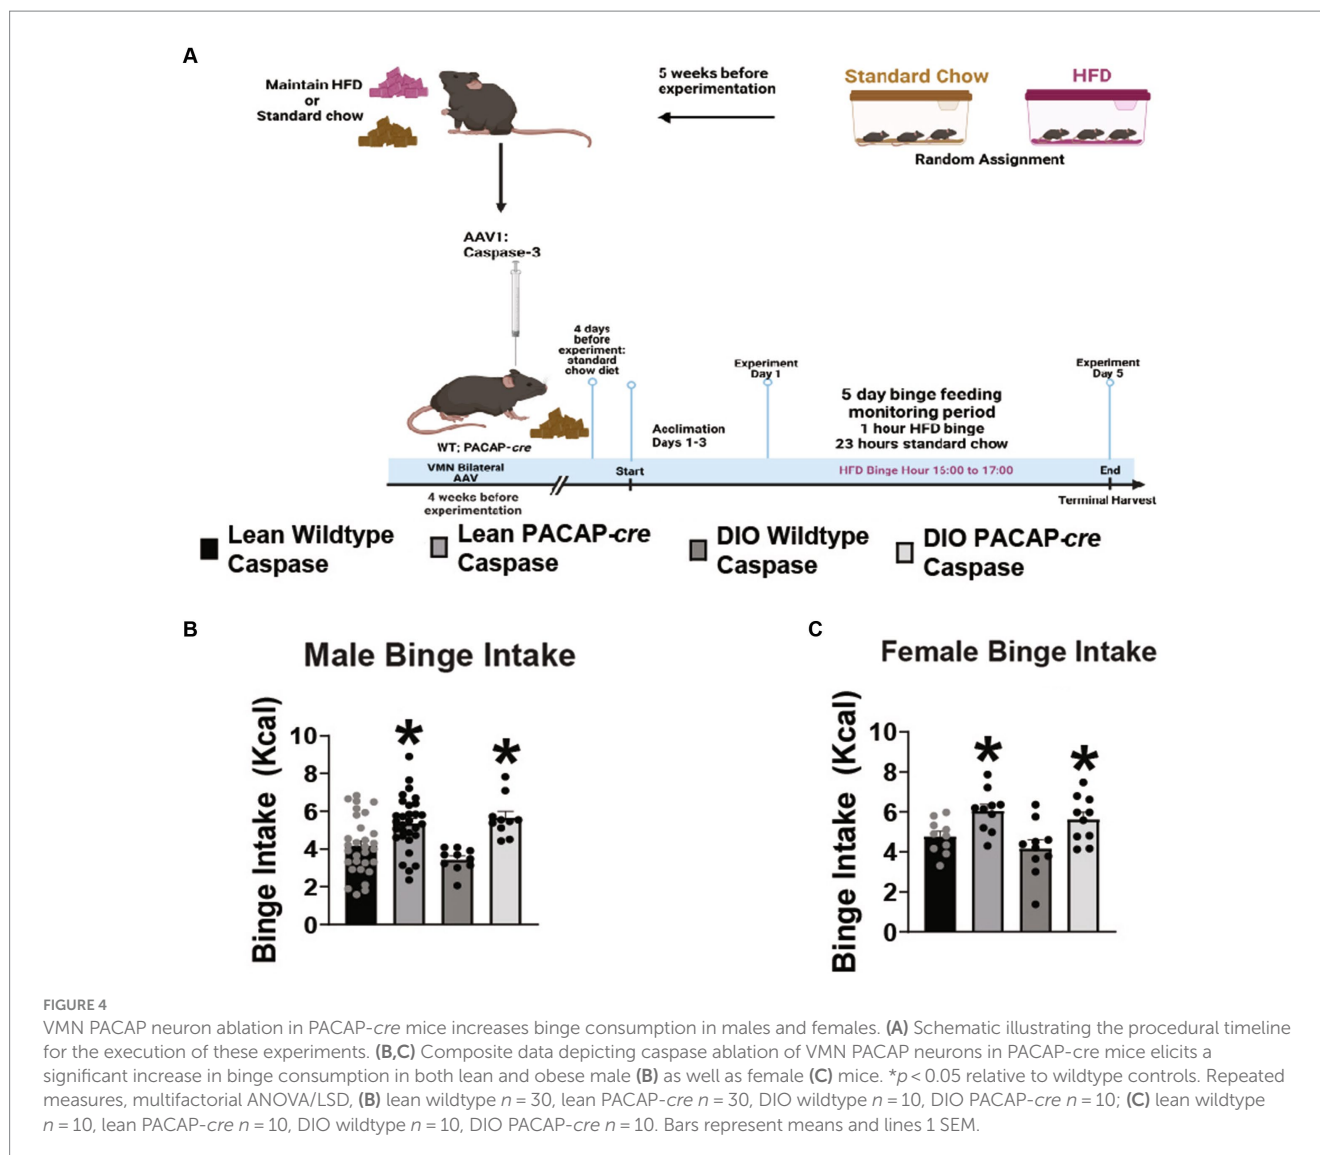 A
Maintain HFD
or
Standard chow
5 weeks before
experimentation
Standard Chow
HFD
Random Assignment
AAV1:
Caspase-3
4 days
before
experiment:
standard
chow diet
Experiment
Day 1
Experiment
Day 5
5 day binge feeding
monitoring period
1 hour HFD binge
23 hours standard chow
Acclimation
Days 1-3
WT; PACAP-cre
VMN Bilateral
AAV
Start
HFD Binge Hour 16:00 to 17:00
End
4 weeks before
experimentation
Terminal Harvest
Lean Wildtype
Caspase
Lean PACAP-cre
Caspase
DIO Wildtype
Caspase
DIO PACAP-cre
Caspase
B
Male Binge Intake
Binge Intake (Kcal)
10
8
6
4
2
0
*
*
C
Female Binge Intake
Binge Intake (Kcal)
10
8
6
4
2
0
*
*
FIGURE 4
VMN PACAP neuron ablation in PACAP-cre mice increases binge consumption in males and females. (A) Schematic illustrating the procedural timeline
for the execution of these experiments. (B,C) Composite data depicting caspase ablation of VMN PACAP neurons in PACAP-cre mice elicits a
significant increase in binge consumption in both lean and obese male (B) as well as female (C) mice. *p < 0.05 relative to wildtype controls. Repeated
measures, multifactorial ANOVA/LSD, (B) lean wildtype n = 30, lean PACAP-cre n = 30, DIO wildtype n = 10, DIO PACAP-cre n = 10; (C) lean wildtype
n = 10, lean PACAP-cre n = 10, DIO wildtype n = 10, DIO PACAP-cre n = 10. Bars represent means and lines 1 SEM.